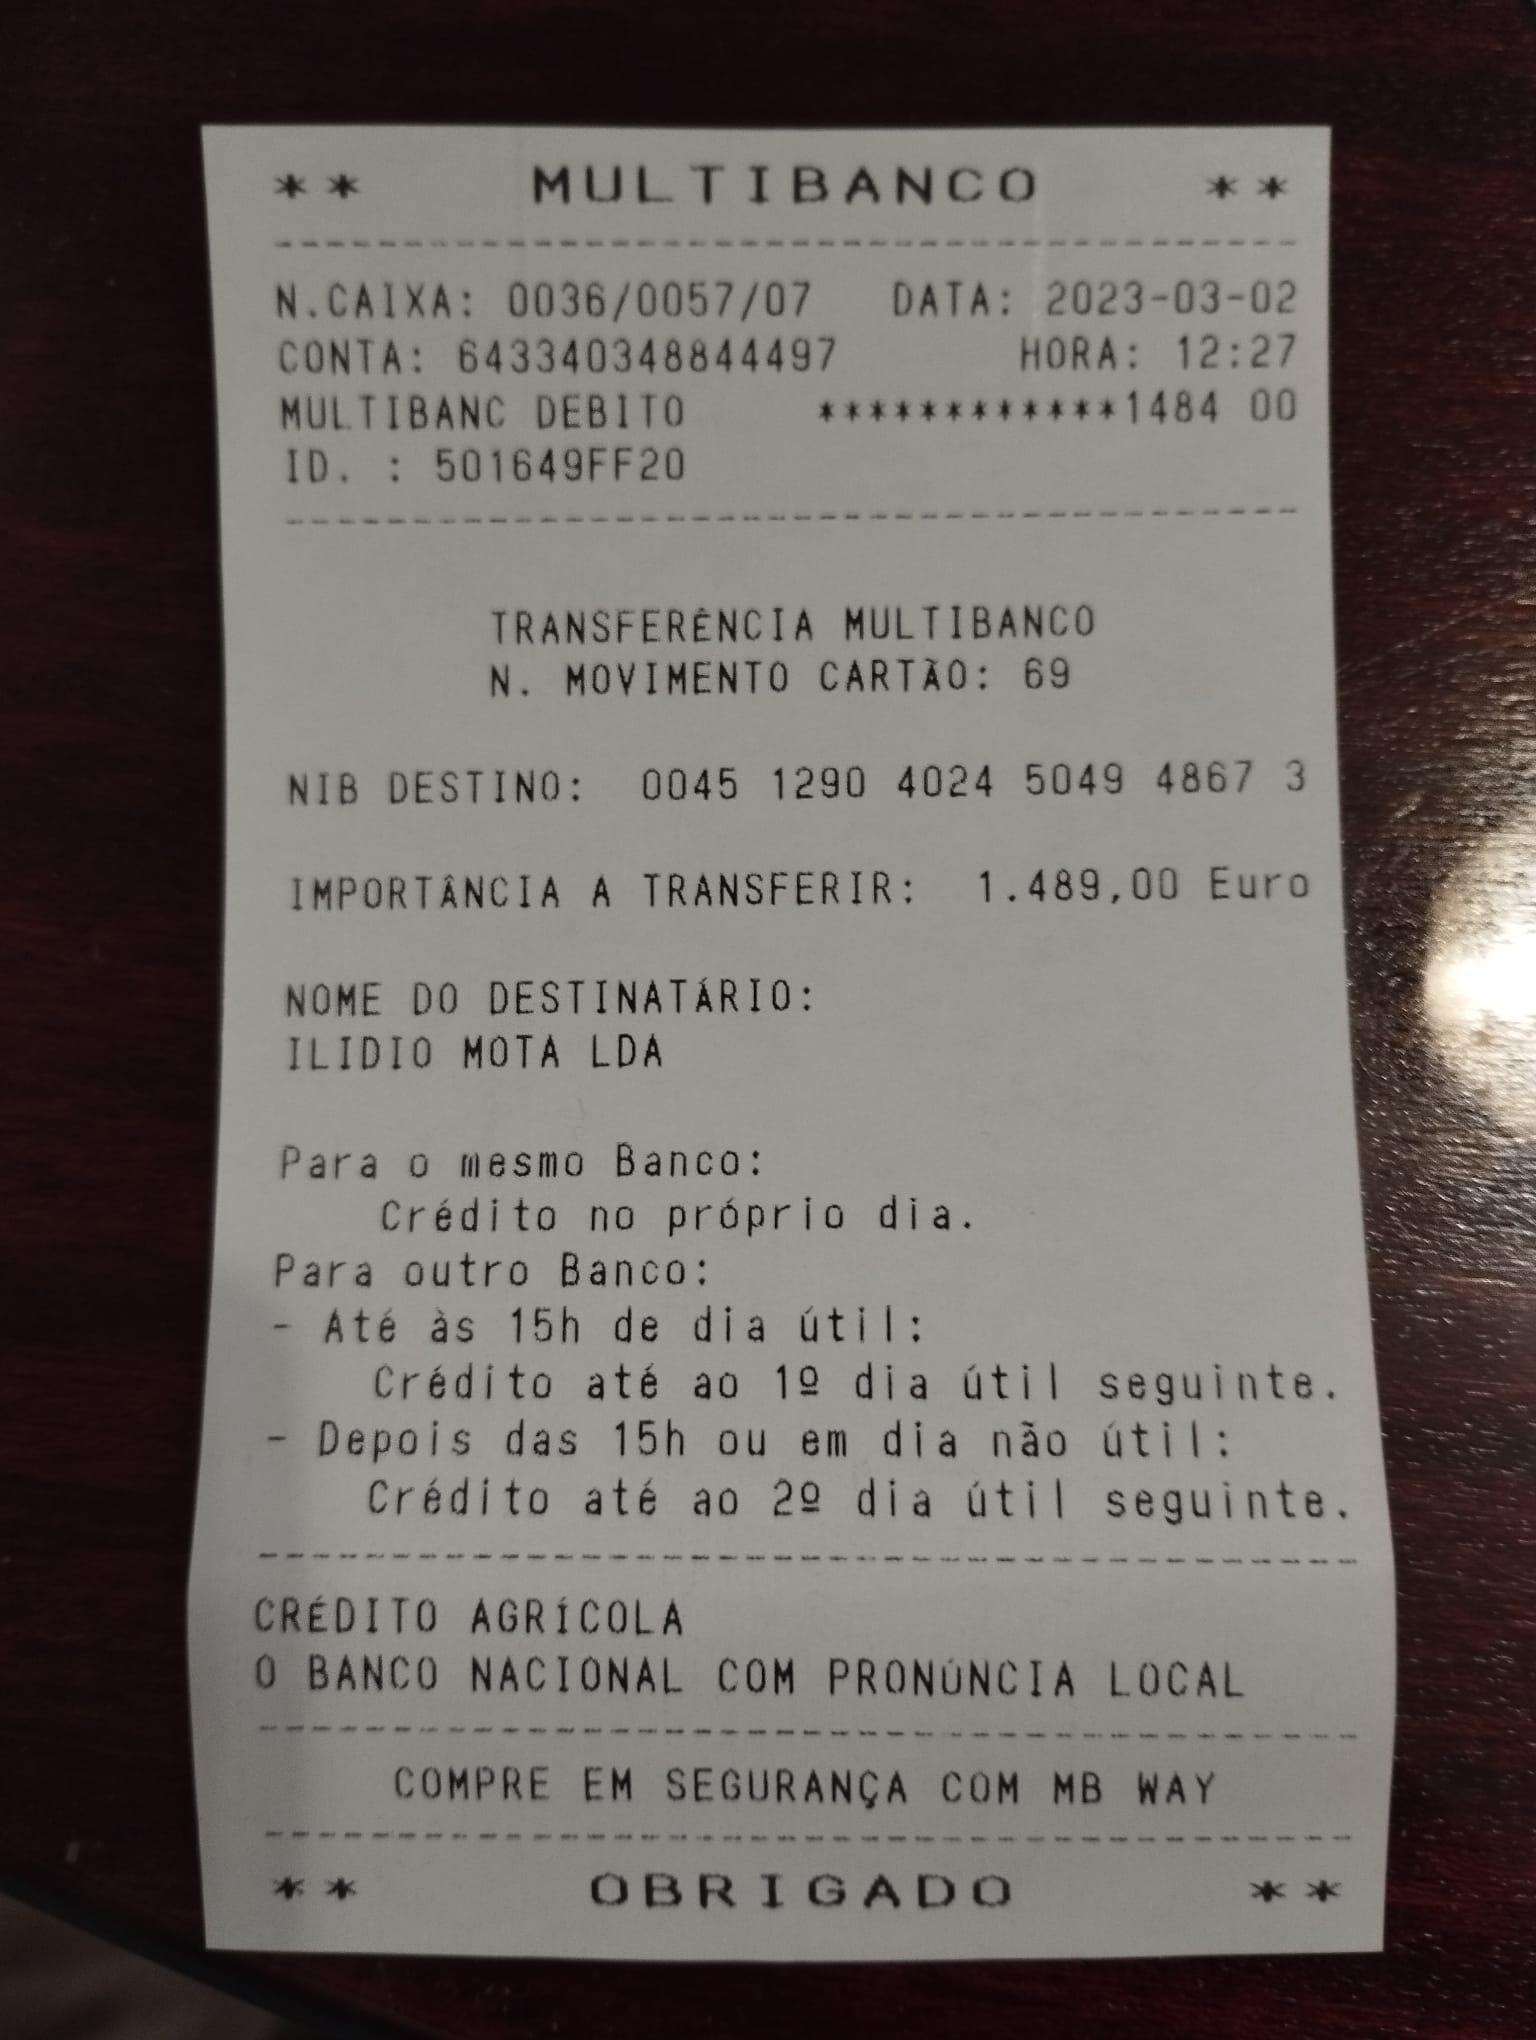 ** MULTIBANCO **
N.CAIXA: 0036/0057/07 DATA: 2023-03-02
CONTA: 643340348844497 HORA: 12:27
MULTIBANC DEBITO ************1484 00
ID. : 501649FF20
TRANSFERÊNCIA MULTIBANCO
N. MOVIMENTO CARTÃO: 69
NIB DESTINO: 0045 1290 4024 5049 4867 3
IMPORTÂNCIA A TRANSFERIR: 1.489,00 Euro
NOME DO DESTINATÁRIO:
ILIDIO MOTA LDA
Para o mesmo Banco:
Crédito no próprio dia.
Para outro Banco:
- Até às 15h de dia útil:
Crédito até ao 1º dia útil seguinte.
- Depois das 15h ou em dia não útil:
Crédito até ao 2º dia útil seguinte.
CRÉDITO AGRÍCOLA
O BANCO NACIONAL COM PRONÚNCIA LOCAL
COMPRE EM SEGURANÇA COM MB WAY
** OBRIGADO **